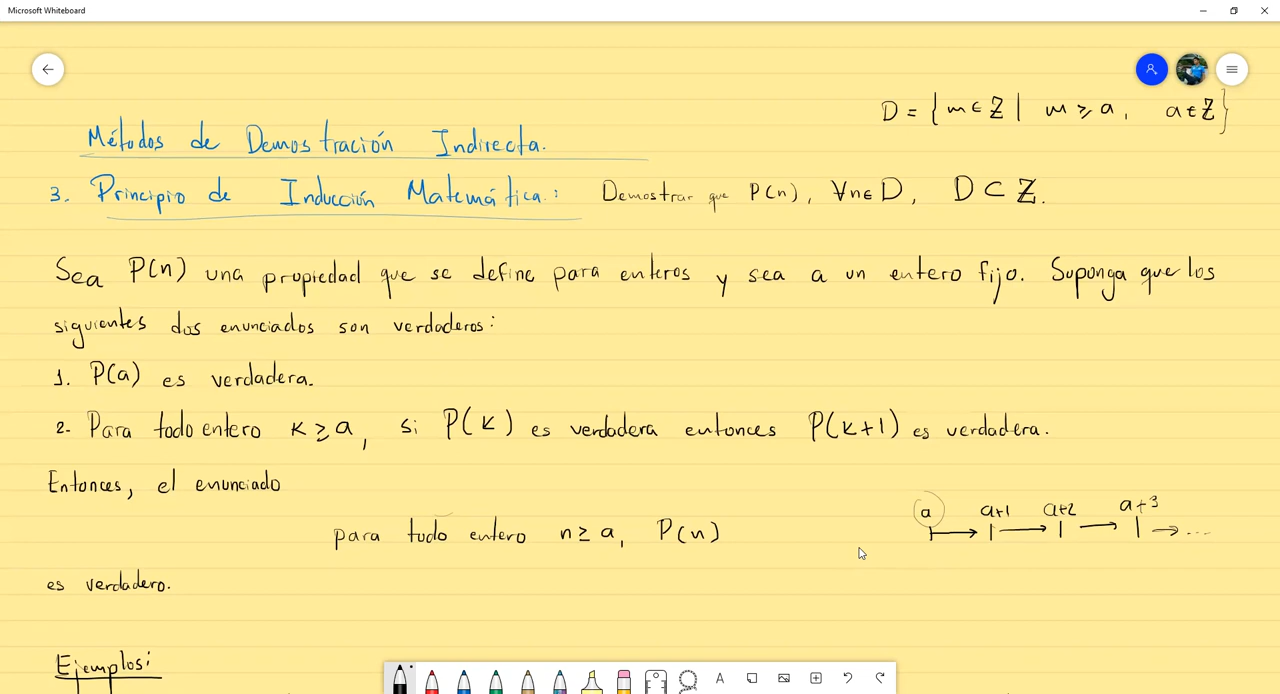 Microsoft Whiteboard
D = { m ∈ ℤ | m ≥ a, a ∈ ℤ }
Métodos de Demostración Indirecta.
3. Principio de Inducción Matemática: Demostrar que P(n), ∀n∈D, D ⊂ ℤ.
Sea P(n) una propiedad que se define para enteros y sea a un entero fijo. Suponga que los
siguientes dos enunciados son verdaderos:
1. P(a) es verdadera.
2- Para todo entero K ≥ a, si P(K) es verdadera entonces P(K+1) es verdadera.
Entonces, el enunciado
a a+1 a+2 a+3
para todo entero n ≥ a, P(n)
→ → → → ...
es verdadero.
Ejemplos:
A